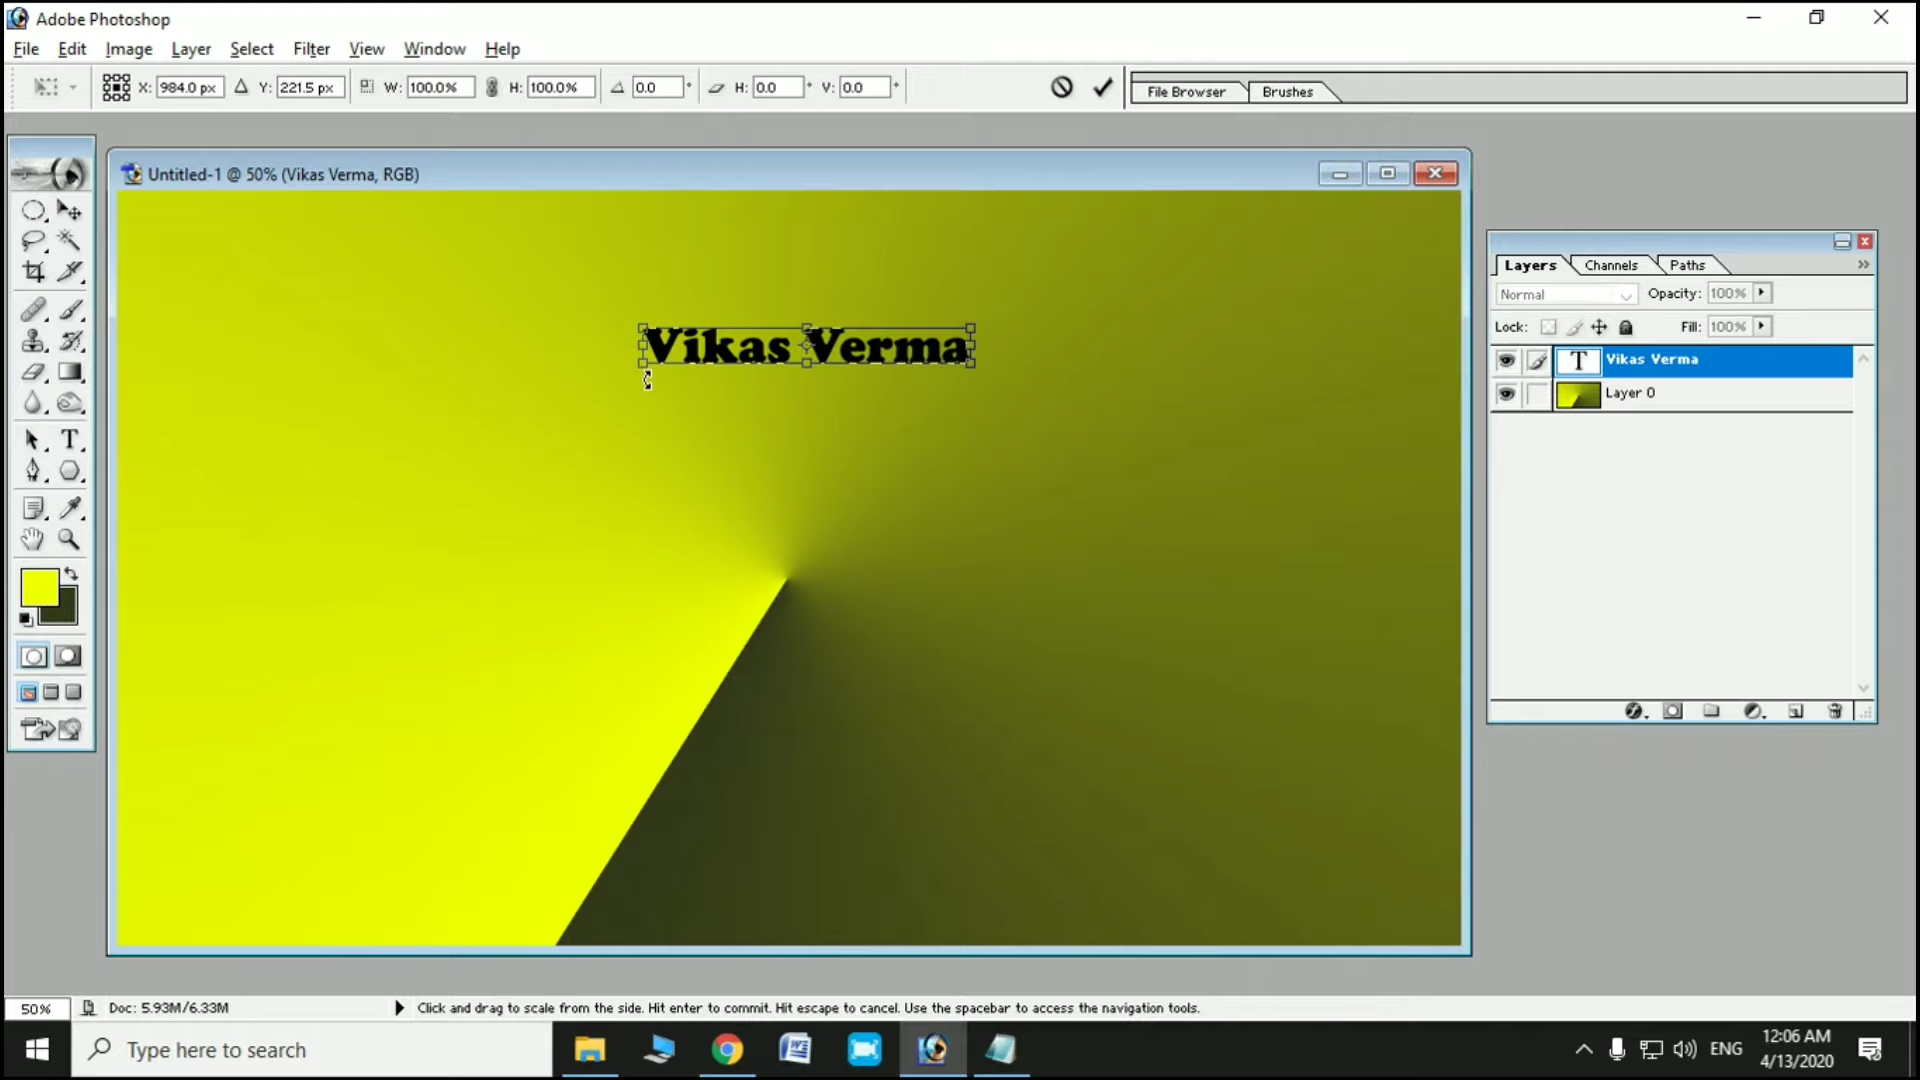 Adobe Photoshop
File Edit Image Layer Select Filter View Window Help
X: 984.0 px Y: 221.5 px W: 100.0% H: 100.0% 0.0 ° H: 0.0 ° V: 0.0 ° File Browser Brushes
Untitled-1 @ 50% (Vikas Verma, RGB)
Vikas Verma
Layers Channels Paths
Normal Opacity: 100%
Lock: Fill: 100%
T Vikas Verma
Layer 0
T
50% Doc: 5.93M/6.33M Click and drag to scale from the side. Hit enter to commit. Hit escape to cancel. Use the spacebar to access the navigation tools.
Type here to search
ENG
12:06 AM
4/13/2020